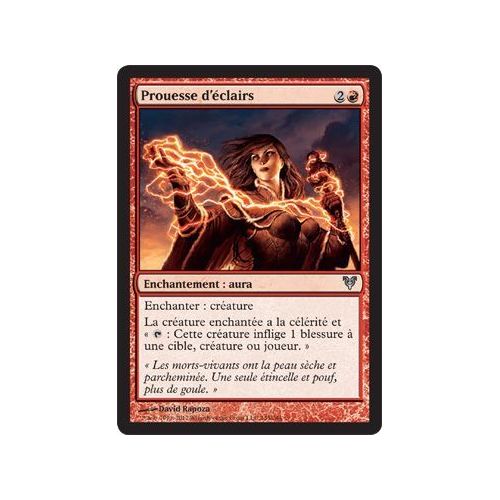 Prouesse d'éclairs
2
Enchantement : aura
Enchanter : créature
La créature enchantée a la célérité et
« : Cette créature inflige 1 blessure à
une cible, créature ou joueur. »
« Les morts-vivants ont la peau sèche et
parcheminée. Une seule étincelle et pouf,
plus de goule. »
David Rapoza